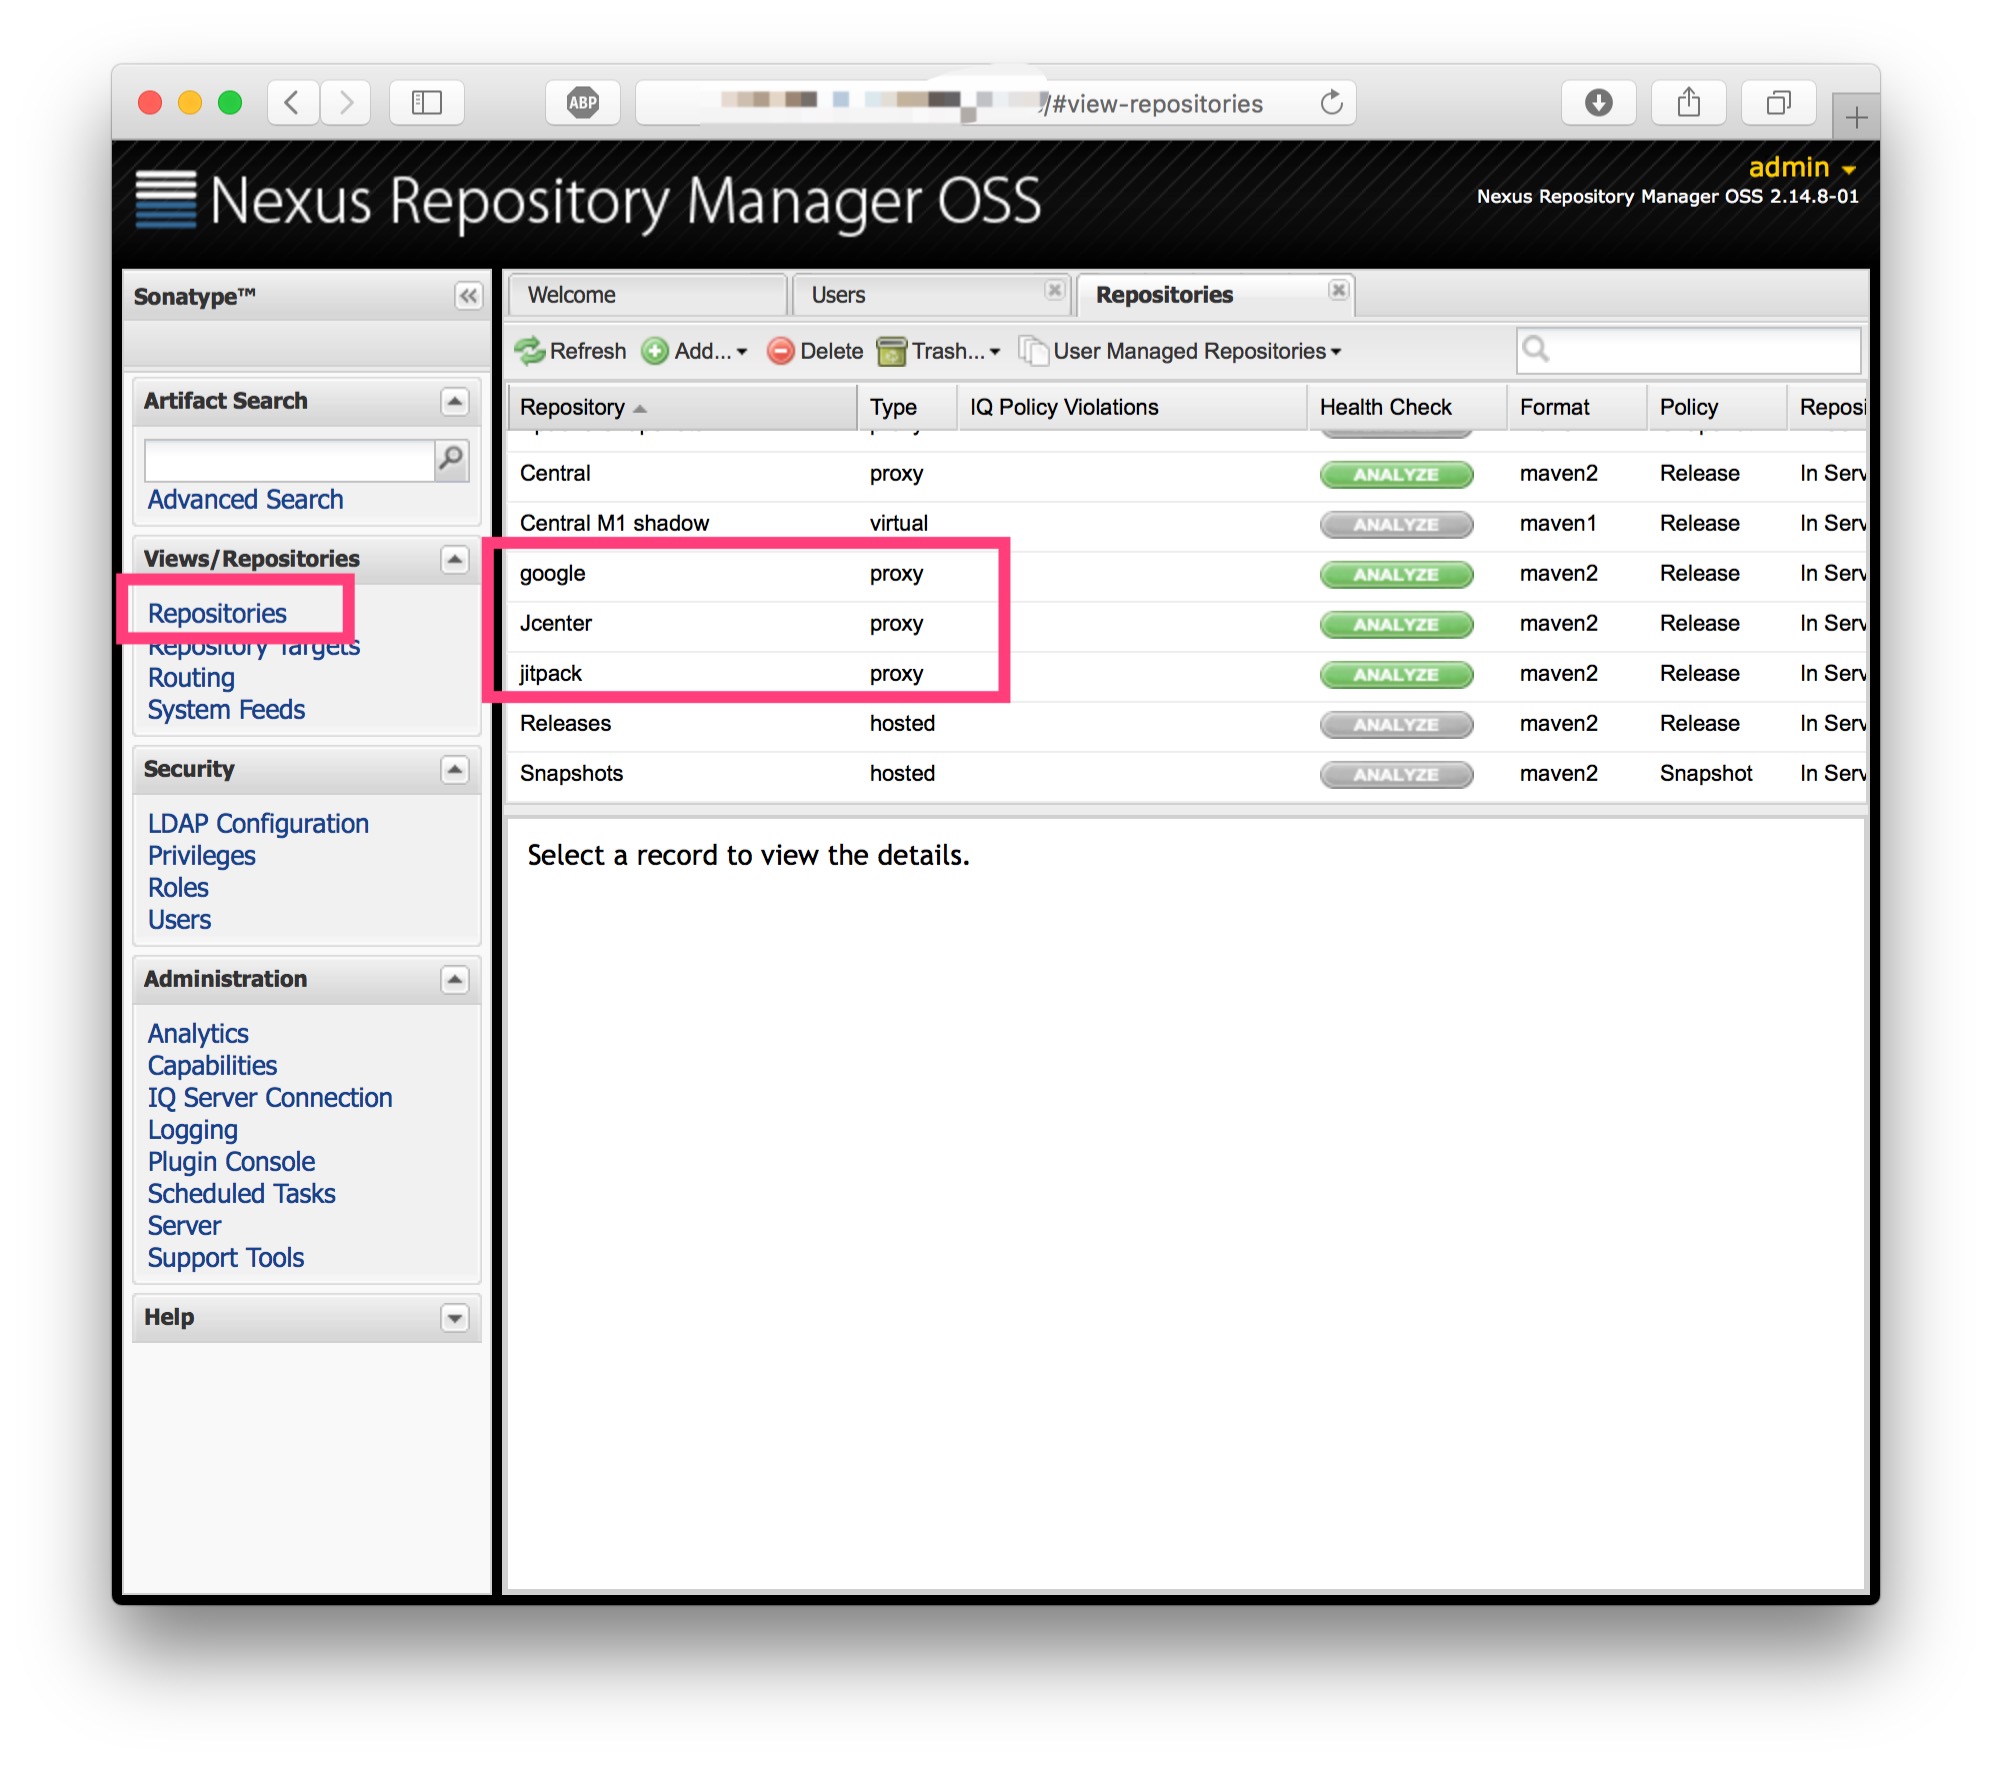 ABP
/#view-repositories
Nexus Repository Manager OSS
admin
Nexus Repository Manager OSS 2.14.8-01
Sonatype™
Welcome
Users
Repositories
Refresh
Add...
Delete
Trash...
User Managed Repositories
Artifact Search
Advanced Search
Views/Repositories
Repositories
Repository Targets
Routing
System Feeds
Security
LDAP Configuration
Privileges
Roles
Users
Administration
Analytics
Capabilities
IQ Server Connection
Logging
Plugin Console
Scheduled Tasks
Server
Support Tools
Help
Repository Type IQ Policy Violations Health Check Format Policy Reposi
Central proxy ANALYZE maven2 Release In Serv
Central M1 shadow virtual ANALYZE maven1 Release In Serv
google proxy ANALYZE maven2 Release In Serv
Jcenter proxy ANALYZE maven2 Release In Serv
jitpack proxy ANALYZE maven2 Release In Serv
Releases hosted ANALYZE maven2 Release In Serv
Snapshots hosted ANALYZE maven2 Snapshot In Serv
Select a record to view the details.